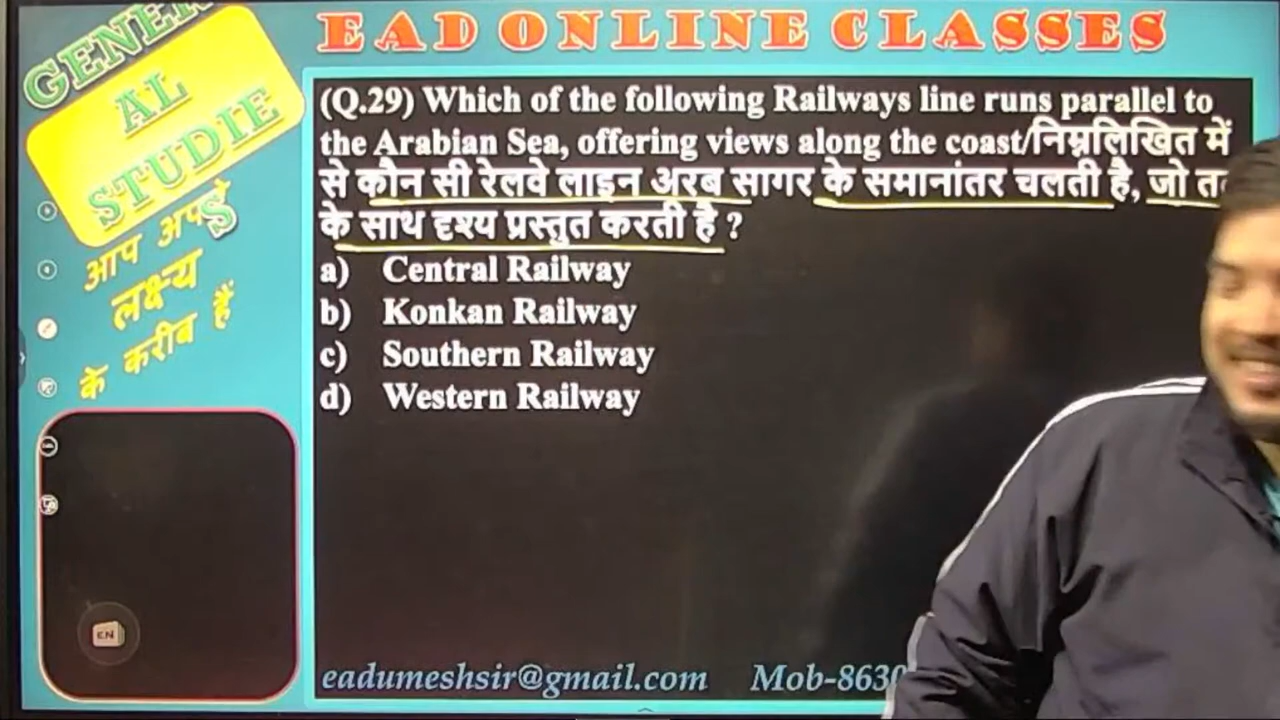 EAD ONLINE CLASSES
GENER
AL
STUDIE
S
आप अपने
लक्ष्य
के करीब हैं
(Q.29) Which of the following Railways line runs parallel to
the Arabian Sea, offering views along the coast/निम्नलिखित में
से कौन सी रेलवे लाइन अरब सागर के समानांतर चलती है, जो
के साथ दृश्य प्रस्तुत करती है ?
a) Central Railway
b) Konkan Railway
c) Southern Railway
d) Western Railway
EN
eadumeshsir@gmail.com Mob-8630